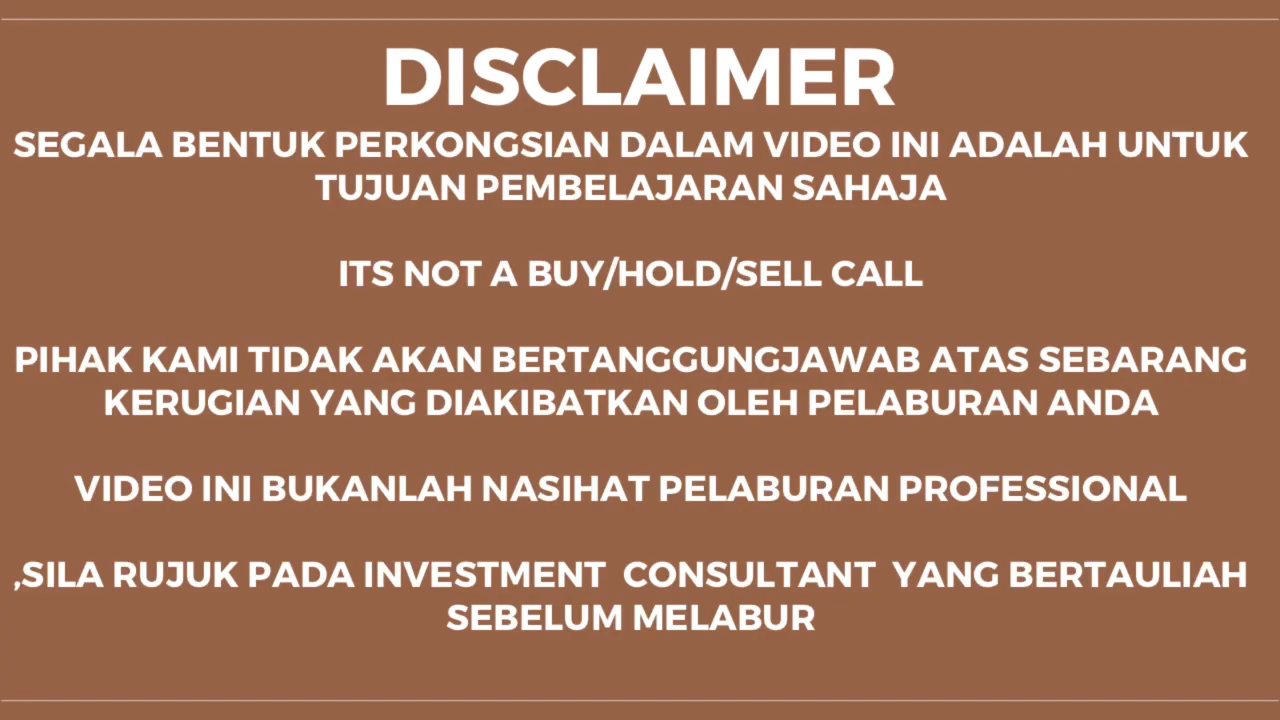 DISCLAIMER
SEGALA BENTUK PERKONGSIAN DALAM VIDEO INI ADALAH UNTUK
TUJUAN PEMBELAJARAN SAHAJA
ITS NOT A BUY/HOLD/SELL CALL
PIHAK KAMI TIDAK AKAN BERTANGGUNGJAWAB ATAS SEBARANG
KERUGIAN YANG DIAKIBATKAN OLEH PELABURAN ANDA
VIDEO INI BUKANLAH NASIHAT PELABURAN PROFESSIONAL
,SILA RUJUK PADA INVESTMENT  CONSULTANT  YANG BERTAULIAH
SEBELUM MELABUR